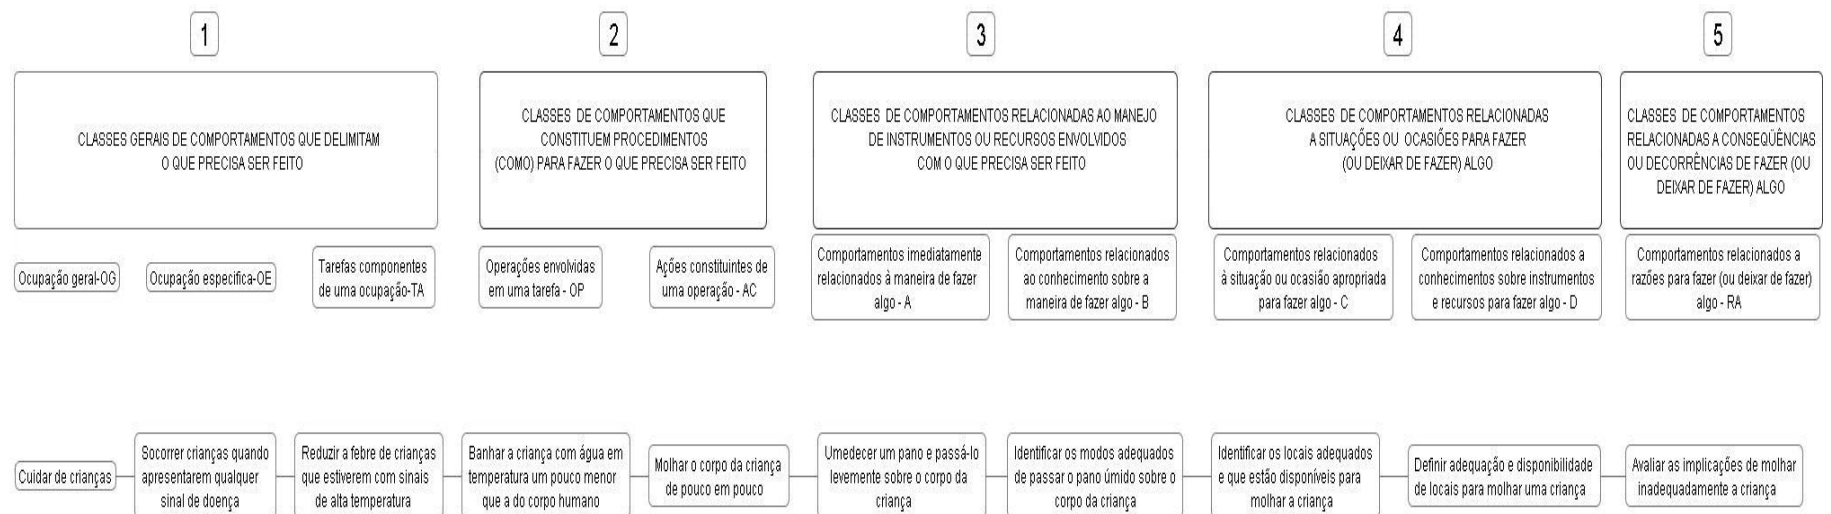 1
2
3
4
5
CLASSES GERAIS DE COMPORTAMENTOS QUE DELIMITAM
O QUE PRECISA SER FEITO
CLASSES DE COMPORTAMENTOS QUE
CONSTITUEM PROCEDIMENTOS
(COMO) PARA FAZER O QUE PRECISA SER FEITO
CLASSES DE COMPORTAMENTOS RELACIONADAS AO MANEJO
DE INSTRUMENTOS OU RECURSOS ENVOLVIDOS
COM O QUE PRECISA SER FEITO
CLASSES DE COMPORTAMENTOS RELACIONADAS
A SITUAÇÕES OU OCASIÕES PARA FAZER
(OU DEIXAR DE FAZER) ALGO
CLASSES DE COMPORTAMENTOS
RELACIONADAS A CONSEQÜÊNCIAS
OU DECORRÊNCIAS DE FAZER (OU
DEIXAR DE FAZER) ALGO
Ocupação geral-OG
Ocupação especifica-OE
Tarefas componentes
de uma ocupação-TA
Operações envolvidas
em uma tarefa - OP
Ações constituintes de
uma operação - AC
Comportamentos imediatamente
relacionados à maneira de fazer
algo - A
Comportamentos relacionados
ao conhecimento sobre a
maneira de fazer algo - B
Comportamentos relacionados
à situação ou ocasião apropriada
para fazer algo - C
Comportamentos relacionados a
conhecimentos sobre instrumentos
e recursos para fazer algo - D
Comportamentos relacionados a
razões para fazer (ou deixar de fazer)
algo - RA
Cuidar de crianças
Socorrer crianças quando
apresentarem qualquer
sinal de doença
Reduzir a febre de crianças
que estiverem com sinais
de alta temperatura
Banhar a criança com água em
temperatura um pouco menor
que a do corpo humano
Molhar o corpo da criança
de pouco em pouco
Umedecer um pano e passá-lo
levemente sobre o corpo da
criança
Identificar os modos adequados
de passar o pano úmido sobre o
corpo da criança
Identificar os locais adequados
e que estão disponíveis para
molhar a criança
Definir adequação e disponibilidade
de locais para molhar uma criança
Avaliar as implicações de molhar
inadequadamente a criança